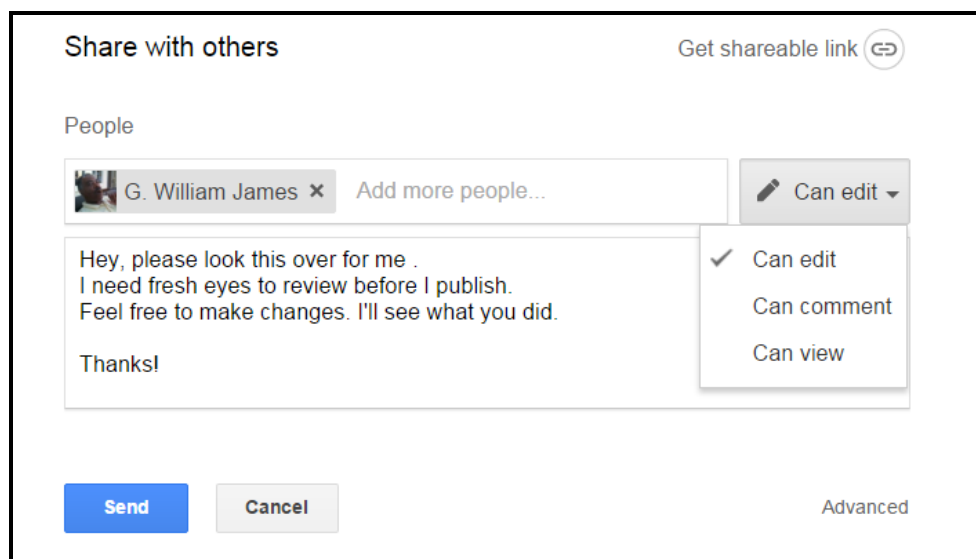 Share with others
Get shareable link
People
G. William James ×
Add more people...
Can edit
Hey, please look this over for me .
I need fresh eyes to review before I publish.
Feel free to make changes. I'll see what you did.
Thanks!
Can edit
Can comment
Can view
Send
Cancel
Advanced